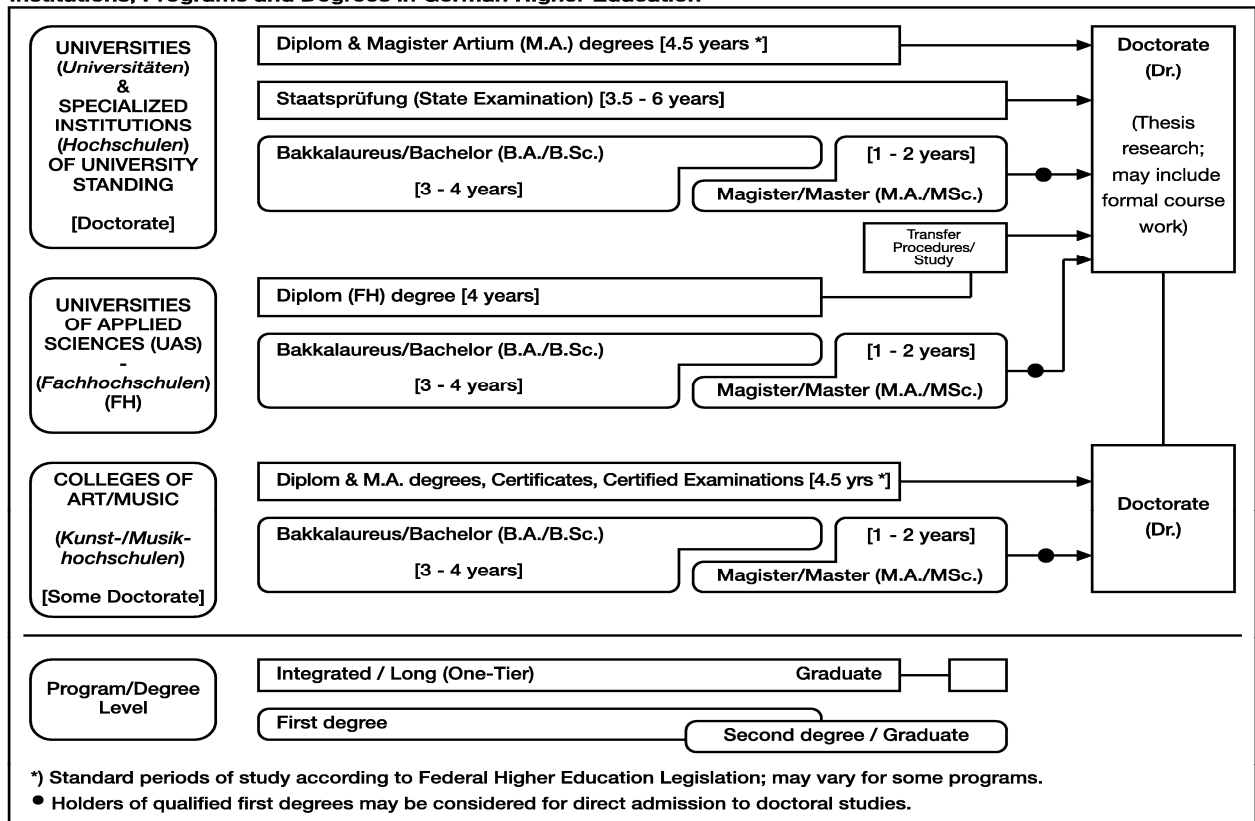 Institutions, Programs and Degrees in German Higher Education
UNIVERSITIES
(Universitäten)
&
SPECIALIZED
INSTITUTIONS
(Hochschulen)
OF UNIVERSITY
STANDING
[Doctorate]
Diplom & Magister Artium (M.A.) degrees [4.5 years *]
Staatsprüfung (State Examination) [3.5 - 6 years]
Bakkalaureus/Bachelor (B.A./B.Sc.)
[3 - 4 years]
[1 - 2 years]
Magister/Master (M.A./MSc.)
Transfer
Procedures/
Study
Doctorate
(Dr.)
(Thesis
research;
may include
formal course
work)
UNIVERSITIES
OF APPLIED
SCIENCES (UAS)
-
(Fachhochschulen)
(FH)
Diplom (FH) degree [4 years]
Bakkalaureus/Bachelor (B.A./B.Sc.)
[3 - 4 years]
[1 - 2 years]
Magister/Master (M.A./MSc.)
COLLEGES OF
ART/MUSIC
(Kunst-/Musik-
hochschulen)
[Some Doctorate]
Diplom & M.A. degrees, Certificates, Certified Examinations [4.5 yrs *]
Bakkalaureus/Bachelor (B.A./B.Sc.)
[3 - 4 years]
[1 - 2 years]
Magister/Master (M.A./MSc.)
Doctorate
(Dr.)
Program/Degree
Level
Integrated / Long (One-Tier) Graduate
First degree
Second degree / Graduate
*) Standard periods of study according to Federal Higher Education Legislation; may vary for some programs.
● Holders of qualified first degrees may be considered for direct admission to doctoral studies.